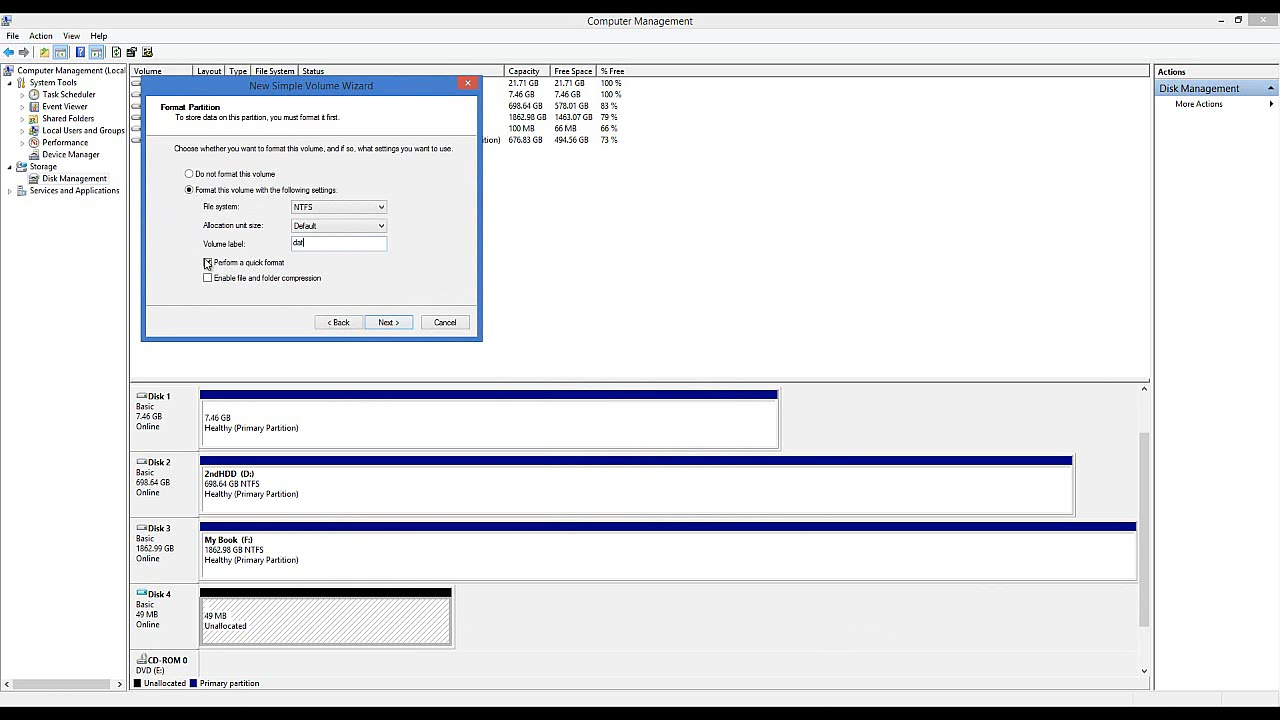 Computer Management
File Action View Help
Computer Management (Local
System Tools
Task Scheduler
Event Viewer
Shared Folders
Local Users and Groups
Performance
Device Manager
Storage
Disk Management
Services and Applications
Volume Layout Type File System Status Capacity Free Space % Free
21.71 GB 21.71 GB 100 %
7.46 GB 7.46 GB 100 %
698.64 GB 578.01 GB 83 %
1862.98 GB 1463.07 GB 79 %
100 MB 66 MB 66 %
tition) 676.83 GB 494.56 GB 73 %
Actions
Disk Management
More Actions
New Simple Volume Wizard
Format Partition
To store data on this partition, you must format it first.
Choose whether you want to format this volume, and if so, what settings you want to use.
Do not format this volume
Format this volume with the following settings:
File system: NTFS
Allocation unit size: Default
Volume label: dat
Perform a quick format
Enable file and folder compression
< Back Next > Cancel
Disk 1
Basic
7.46 GB
Online
7.46 GB
Healthy (Primary Partition)
Disk 2
Basic
698.64 GB
Online
2ndHDD (D:)
698.64 GB NTFS
Healthy (Primary Partition)
Disk 3
Basic
1862.99 GB
Online
My Book (F:)
1862.98 GB NTFS
Healthy (Primary Partition)
Disk 4
Basic
49 MB
Online
49 MB
Unallocated
CD-ROM 0
DVD (E:)
Unallocated Primary partition